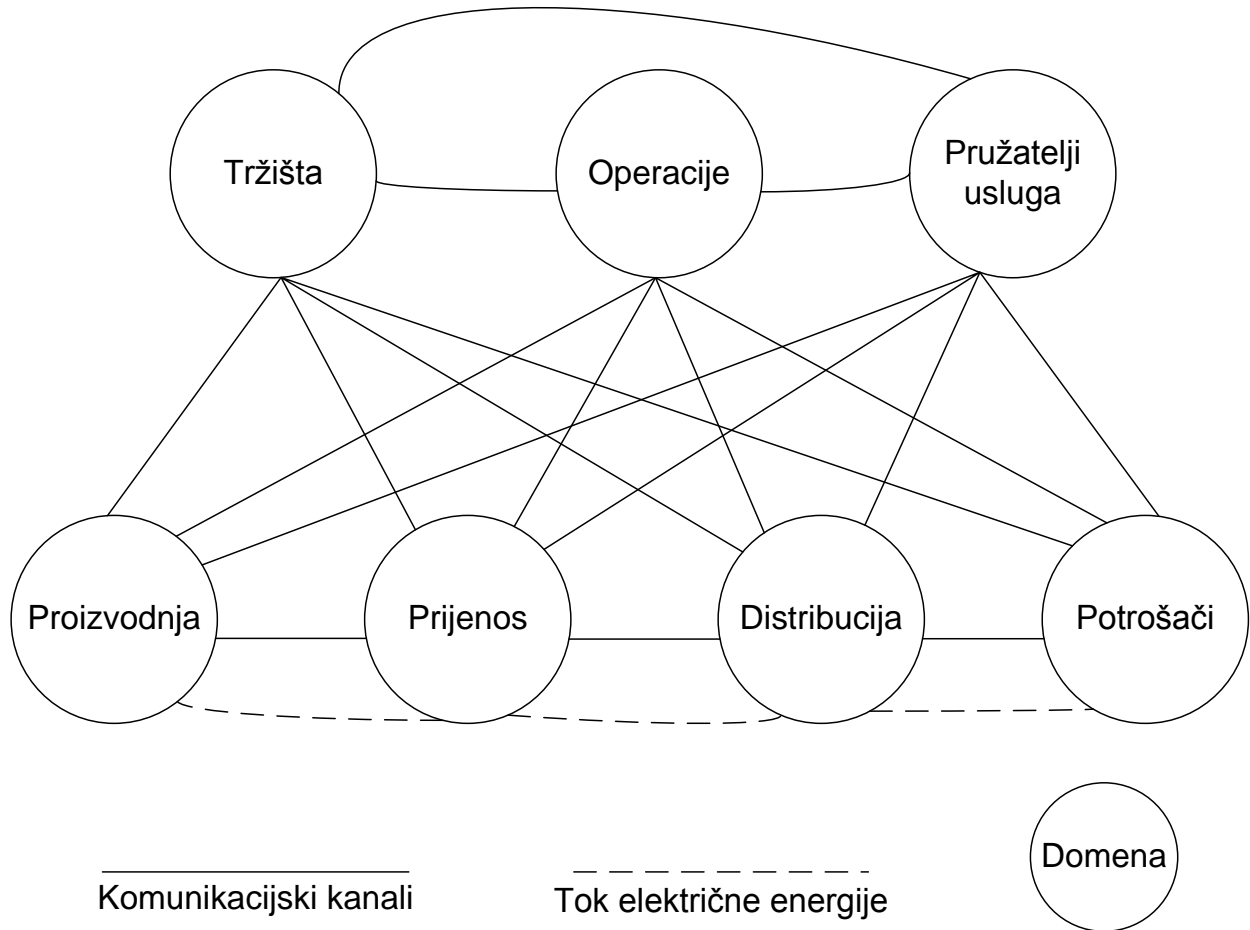 Tržišta
Operacije
Pružatelji
usluga
Proizvodnja
Prijenos
Distribucija
Potrošači
Domena
Komunikacijski kanali
Tok električne energije